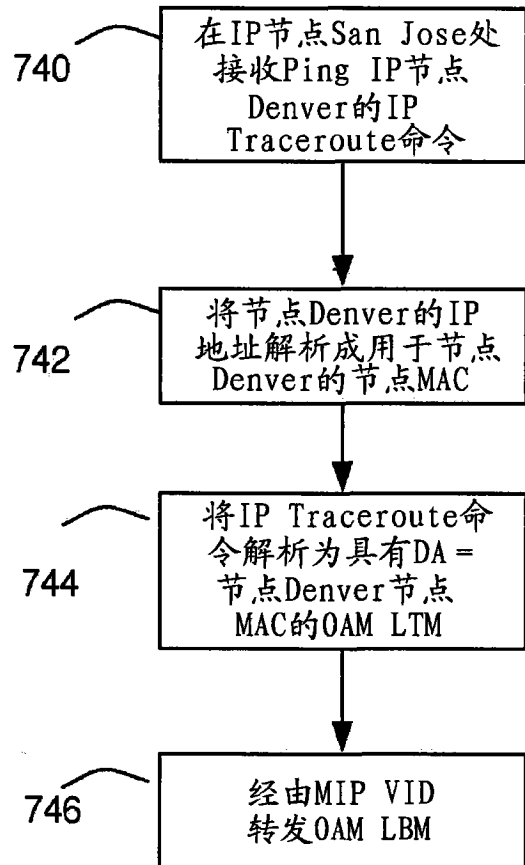 740
在IP节点San Jose处
接收Ping IP节点
Denver的IP
Traceroute命令
742
将节点Denver的IP
地址解析成用于节点
Denver的节点MAC
744
将IP Traceroute命
令解析为具有DA =
节点Denver节点
MAC的OAM LTM
746
经由MIP VID
转发OAM LBM